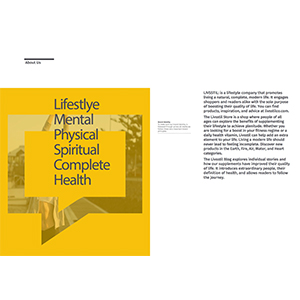 About Us
Lifestlye
Mental
Physical
Spiritual
Complete
Health
is a lifestyle company that promotes
living a natural, complete, modern life. It engages
shoppers and readers alike with the sole purpose
of boosting their quality of life. You can find
products, inspiration, and advice at
The Livozil Store is a shop where people of all
ages can explore the benefits of supplementing
their lifestyle to achieve plenitude. Whether you
are looking for a boost in your fitness regime or a
daily health vitamin, Livozil can help add an extra
element to your life. Living a modern life should
never lead to feeling incomplete. Discover new
products in the Earth, Fire, Air, Water, and Heart
categories.
The Livozil Blog explores individual stories and
how our supplements have improved their quality
of life. It introduces extraordinary people, their
definition of health, and allows readers to follow
the journey.